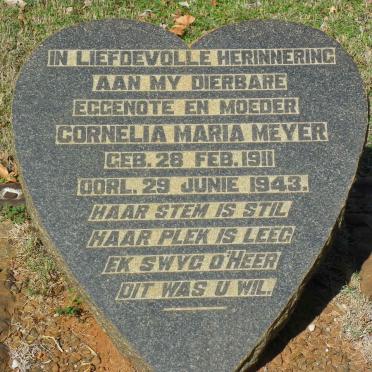 IN LIEFDEVOLLE HERINNERING
AAN MY DIERBARE
EGGENOTE EN MOEDER
CORNELIA MARIA MEYER
GEB. 28 FEB. 1911
OORL. 29 JUNIE 1943.
HAAR STEM IS STIL
HAAR PLEK IS LEEG
EK SWYG O'HEER
DIT WAS U WIL.